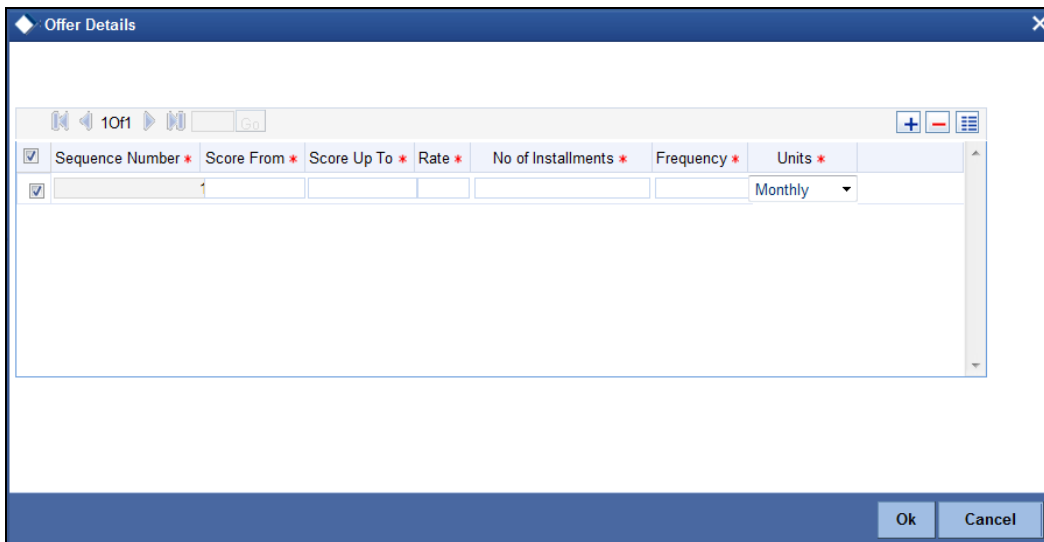 Offer Details
1Of1 Go
Sequence Number * Score From * Score Up To * Rate * No of Installments * Frequency * Units *
1 Monthly
Ok Cancel